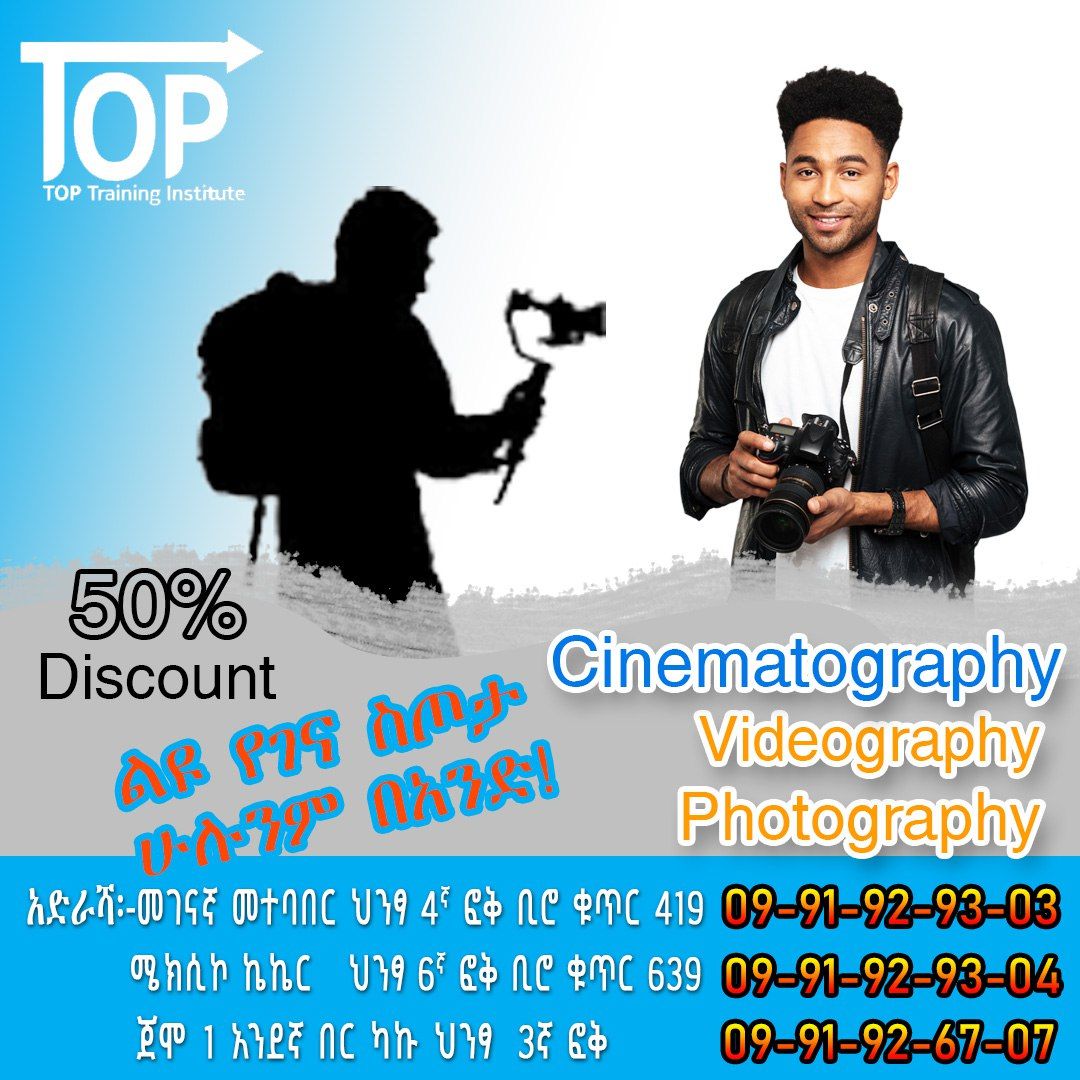 TOP
TOP Training Institute
50%
Discount
ልዩ የገና ስጦታ
ሁሉንም በአንድ!
Cinematography
Videography
Photography
አድራሻ፦መገናኛ መተባበር ህንፃ 4ኛ ፎቅ ቢሮ ቁጥር 419 09-91-92-93-03
ሜክሲኮ ኬኬር ህንፃ 6ኛ ፎቅ ቢሮ ቁጥር 639 09-91-92-93-04
ጀሞ 1 አንደኛ በር ካኩ ህንፃ 3ኛ ፎቅ 09-91-92-67-07